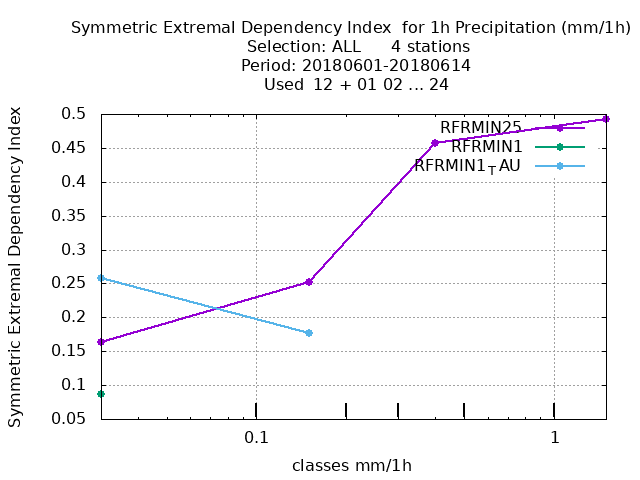 Symmetric Extremal Dependency Index  for 1h Precipitation (mm/1h)
Selection: ALL      4 stations
Period: 20180601-20180614
Used  12 + 01 02 ... 24
Symmetric Extremal Dependency Index
0.5
0.45
0.4
0.35
0.3
0.25
0.2
0.15
0.1
0.05
RFRMIN25
RFRMIN1
RFRMIN1TAU
0.1
1
classes mm/1h